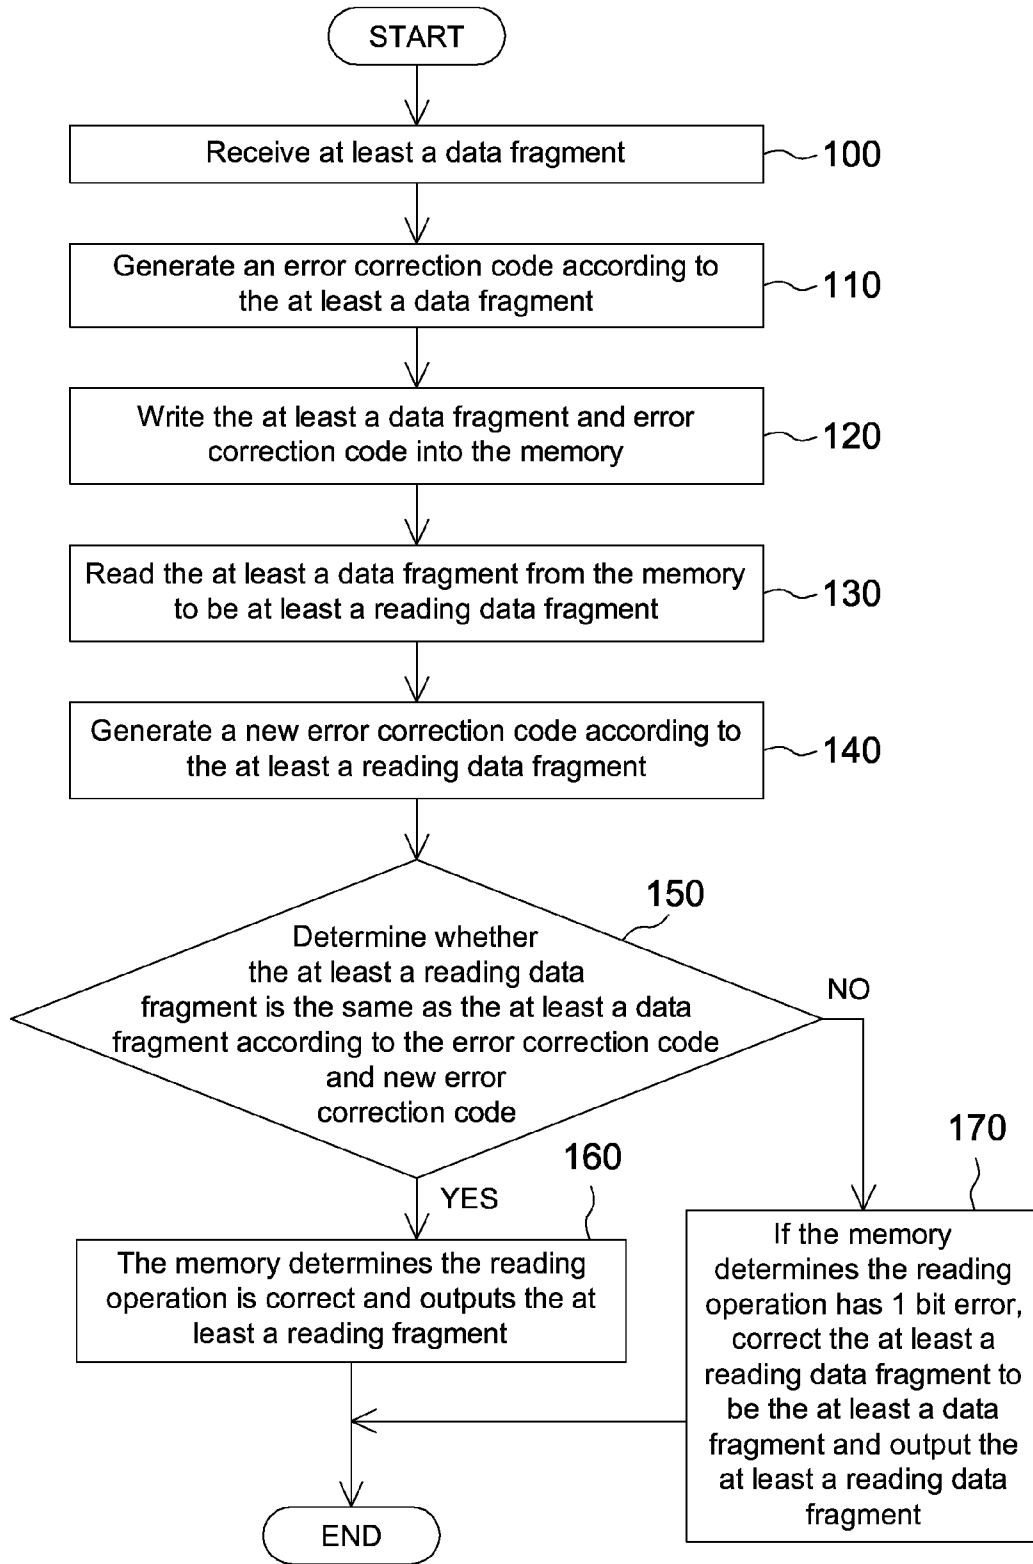 START
Receive at least a data fragment
100
Generate an error correction code according to
the at least a data fragment
110
Write the at least a data fragment and error
correction code into the memory
120
Read the at least a data fragment from the memory
to be at least a reading data fragment
130
Generate a new error correction code according to
the at least a reading data fragment
140
150
Determine whether
the at least a reading data
fragment is the same as the at least a data
fragment according to the error correction code
and new error
correction code.
NO
YES
160
The memory determines the reading
operation is correct and outputs the at
least a reading fragment
170
If the memory
determines the reading
operation has 1 bit error,
correct the at least a
reading data fragment to
be the at least a data
fragment and output the
at least a reading data
fragment
END